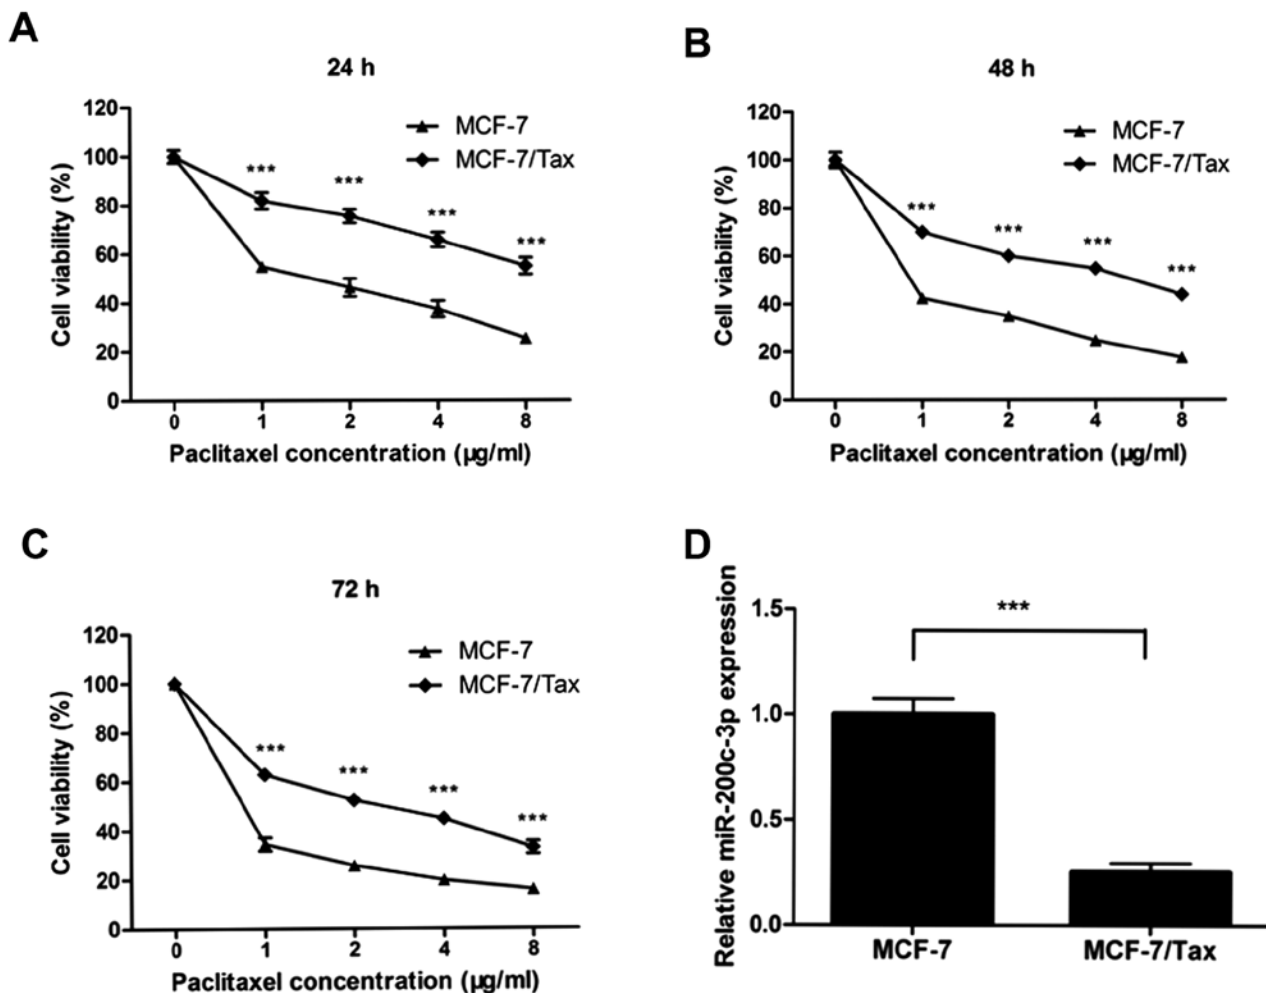 A
24 h
120
100
80
60
40
20
0
Cell viability (%)
MCF-7
MCF-7/Tax
***
***
***
***
0 1 2 4 8
Paclitaxel concentration (µg/ml)
B
48 h
120
100
80
60
40
20
0
Cell viability (%)
MCF-7
MCF-7/Tax
***
***
***
***
0 1 2 4 8
Paclitaxel concentration (µg/ml)
C
72 h
120
100
80
60
40
20
0
Cell viability (%)
MCF-7
MCF-7/Tax
***
***
***
***
0 1 2 4 8
Paclitaxel concentration (µg/ml)
D
Relative miR-200c-3p expression
1.5
1.0
0.5
0.0
***
MCF-7 MCF-7/Tax